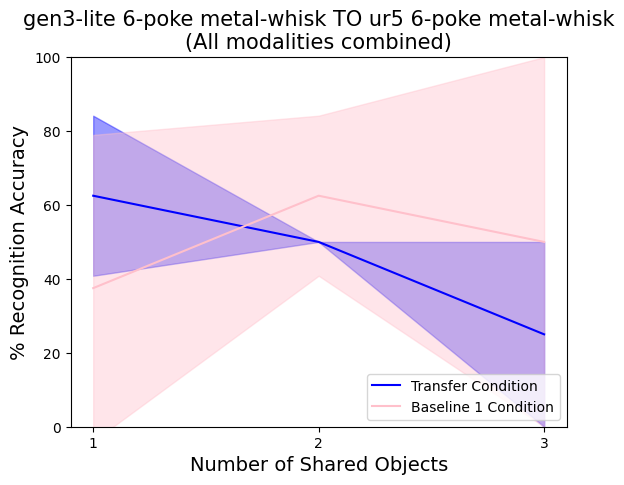 gen3-lite 6-poke metal-whisk TO ur5 6-poke metal-whisk
(All modalities combined)
100
80
60
40
20
0
% Recognition Accuracy
1
2
3
Number of Shared Objects
Transfer Condition
Baseline 1 Condition